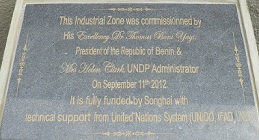 This Industrial Zone was commissioned by
His Excellency Dr Thomas Boni Yayi,
President of the Republic of Benin &
Mrs Helen Clark, UNDP Administrator
On September 11th 2012.
It is fully funded by Songhai with
technical support from United Nations System (UNIDO, IFAD,